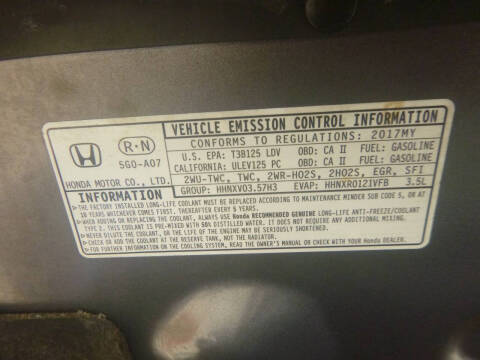 VEHICLE EMISSION CONTROL INFORMATION
CONFORMS TO REGULATIONS: 2017MY
R·N
5G0-A07
HONDA MOTOR CO., LTD.
U.S. EPA: T3B125 LDV OBD: CA II FUEL: GASOLINE
CALIFORNIA: ULEV125 PC OBD: CA II FUEL: GASOLINE
2WU-TWC, TWC, 2WR-HO2S, 2HO2S, EGR, SFI
GROUP: HHNXV03.57H3 EVAP: HHNXR0121VFB 3.5L
INFORMATION
THE FACTORY INSTALLED LONG-LIFE COOLANT MUST BE REPLACED ACCORDING TO MAINTENANCE MINDER SUB CODE 5, OR AT
10 YEARS WHICHEVER COMES FIRST, THEREAFTER EVERY 5 YEARS.
WHEN ADDING OR REPLACING THE COOLANT, ALWAYS USE Honda RECOMMENDED GENUINE LONG-LIFE ANTI-FREEZE/COOLANT
TYPE 2. THIS COOLANT IS PRE-MIXED WITH 50% DISTILLED WATER. IT DOES NOT REQUIRE ANY ADDITIONAL MIXING.
NEVER DILUTE THE COOLANT, OR THE LIFE OF THE ENGINE MAY BE SERIOUSLY SHORTENED.
ADD COOLANT AT THE RESERVE TANK, NOT THE RADIATOR.
FOR FURTHER INFORMATION ON THE COOLING SYSTEM, READ THE OWNER'S MANUAL OR CHECK WITH YOUR Honda DEALER.